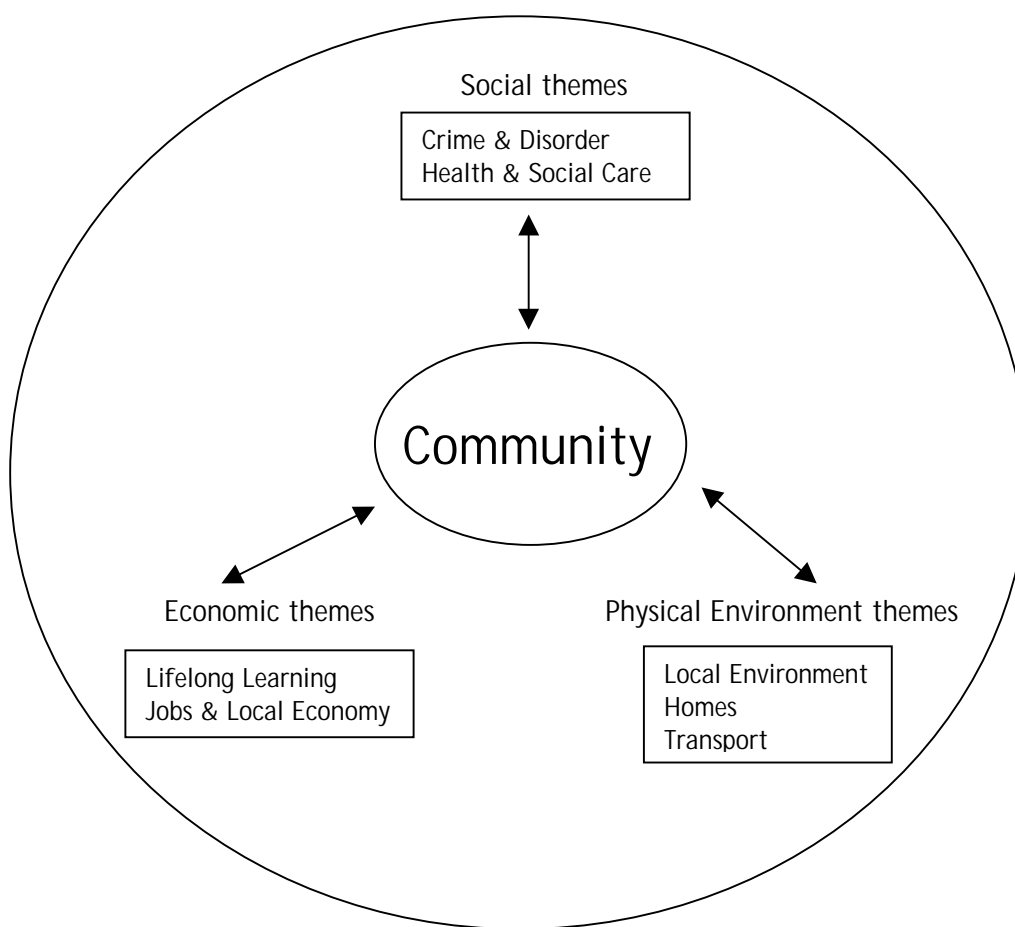 Social themes
Crime & Disorder
Health & Social Care
Community
Economic themes
Lifelong Learning
Jobs & Local Economy
Physical Environment themes
Local Environment
Homes
Transport